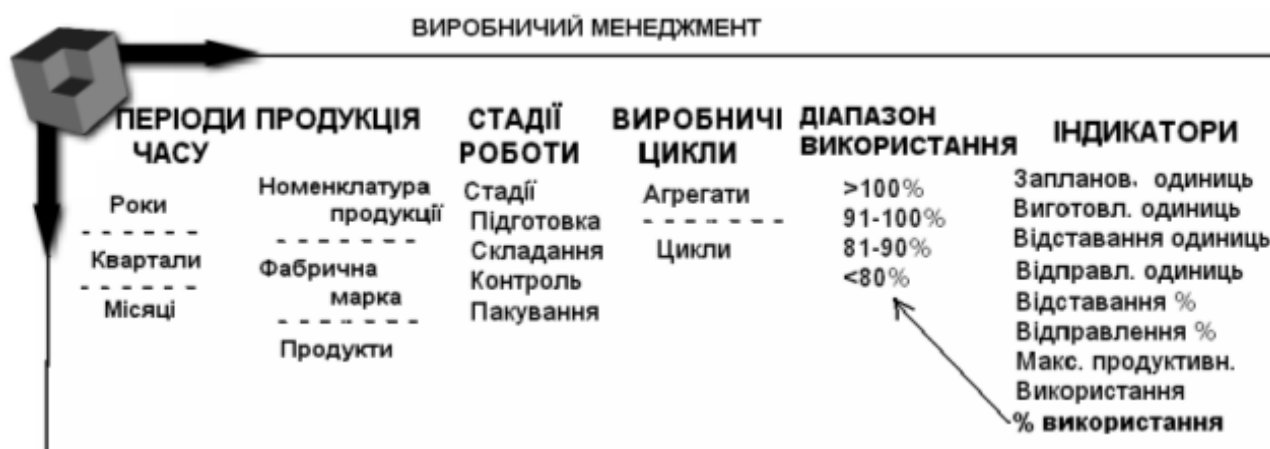 ВИРОБНИЧИЙ МЕНЕДЖМЕНТ
ПЕРІОДИ
ЧАСУ
Роки
Квартали
Місяці
ПРОДУКЦІЯ
Номенклатура
продукції
Фабрична
марка
Продукти
СТАДІЇ
РОБОТИ
Стадії
Підготовка
Складання
Контроль
Пакування
ВИРОБНИЧІ
ЦИКЛИ
Агрегати
Цикли
ДІАПАЗОН
ВИКОРИСТАННЯ
>100%
91-100%
81-90%
<80%
ІНДИКАТОРИ
Запланов. одиниць
Виготовл. одиниць
Відставання одиниць
Відправл. одиниць
Відставання %
Відправлення %
Макс. продуктивн.
Використання
% використання